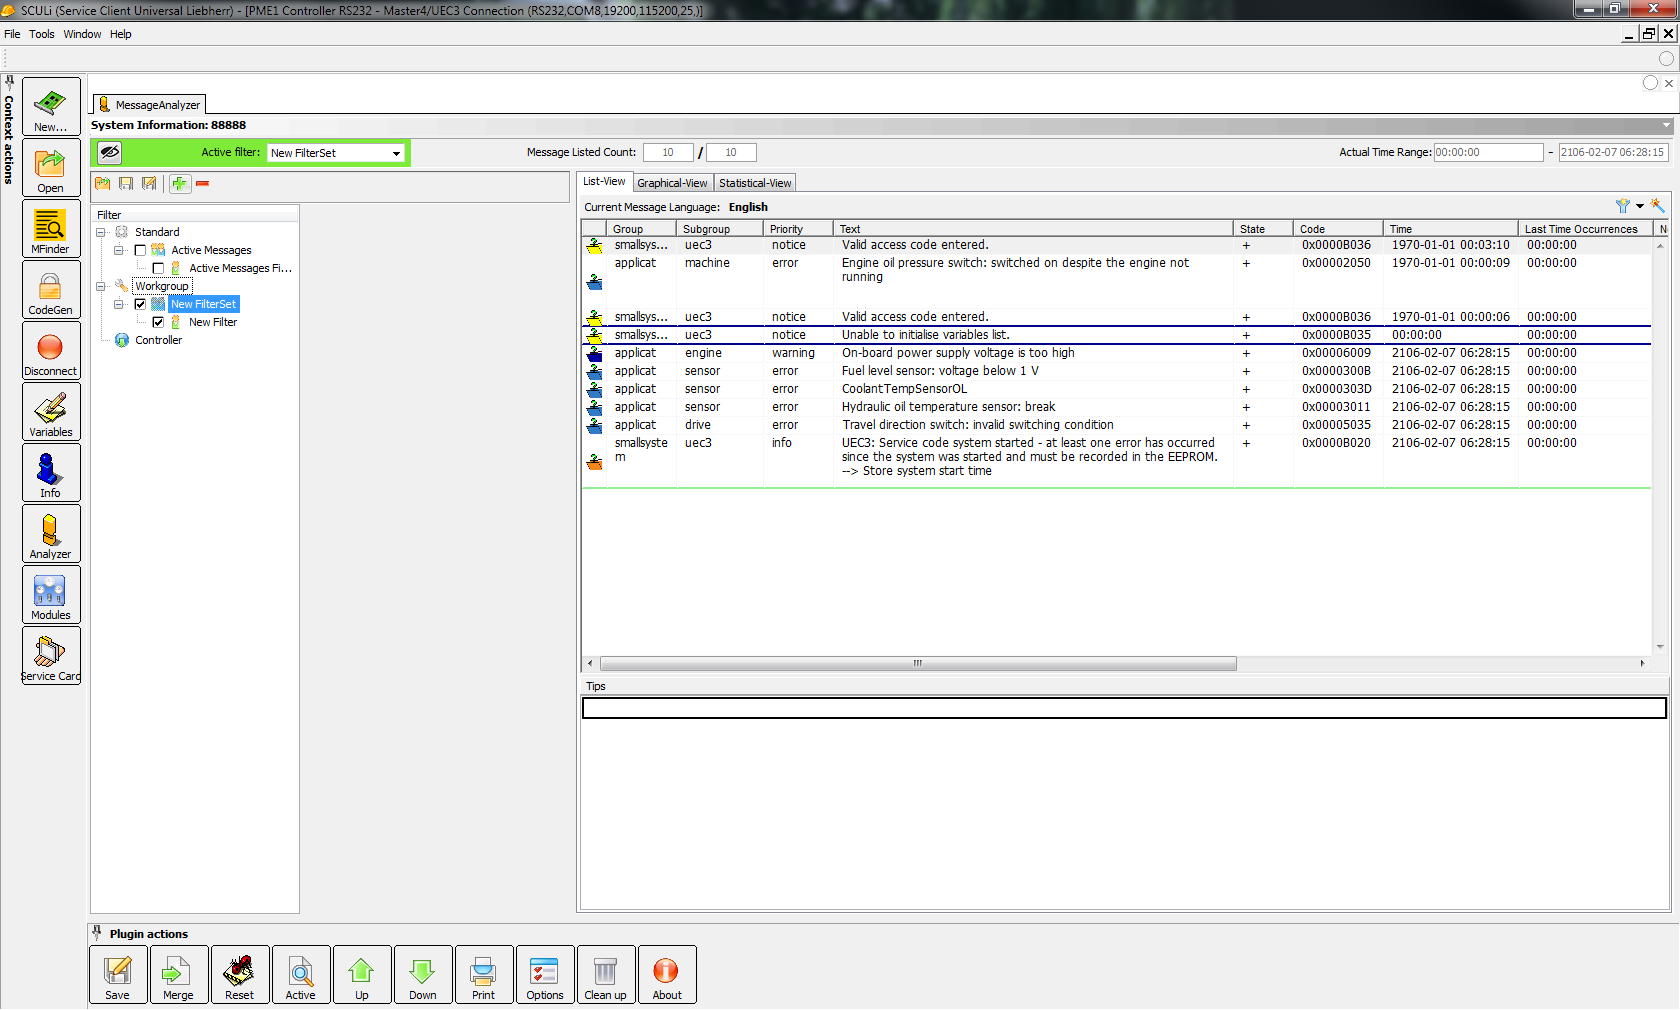 SCULi (Service Client Universal Liebherr) - [PME1 Controller RS232 - Master4/UEC3 Connection (RS232,COM8,19200,115200,25,)]
File Tools Window Help
Context actions
New...
Open
MFinder
CodeGen
Disconnect
Variables
Info
Analyzer
Modules
Service Card
MessageAnalyzer
System Information: 88888
Active filter: New FilterSet
Message Listed Count: 10 / 10
Actual Time Range: 00:00:00 - 2106-02-07 06:28:15
Filter
Standard
Active Messages
Active Messages Fi...
Workgroup
New FilterSet
New Filter
Controller
List-View Graphical-View Statistical-View
Current Message Language: English
Group Subgroup Priority Text State Code Time Last Time Occurrences
smallsys... uec3 notice Valid access code entered. + 0x0000B036 1970-01-01 00:03:10 00:00:00
applicat machine error Engine oil pressure switch: switched on despite the engine not + 0x00002050 1970-01-01 00:00:09 00:00:00
running
smallsys... uec3 notice Valid access code entered. + 0x0000B036 1970-01-01 00:00:06 00:00:00
smallsys... uec3 notice Unable to initialise variables list. + 0x0000B035 00:00:00 00:00:00
applicat engine warning On-board power supply voltage is too high + 0x00006009 2106-02-07 06:28:15 00:00:00
applicat sensor error Fuel level sensor: voltage below 1 V + 0x0000300B 2106-02-07 06:28:15 00:00:00
applicat sensor error CoolantTempSensorOL + 0x0000303D 2106-02-07 06:28:15 00:00:00
applicat sensor error Hydraulic oil temperature sensor: break + 0x00003011 2106-02-07 06:28:15 00:00:00
applicat drive error Travel direction switch: invalid switching condition + 0x00005035 2106-02-07 06:28:15 00:00:00
smallsyste uec3 info UEC3: Service code system started - at least one error has occurred + 0x0000B020 2106-02-07 06:28:15 00:00:00
m since the system was started and must be recorded in the EEPROM.
--> Store system start time
Tips
Plugin actions
Save Merge Reset Active Up Down Print Options Clean up About